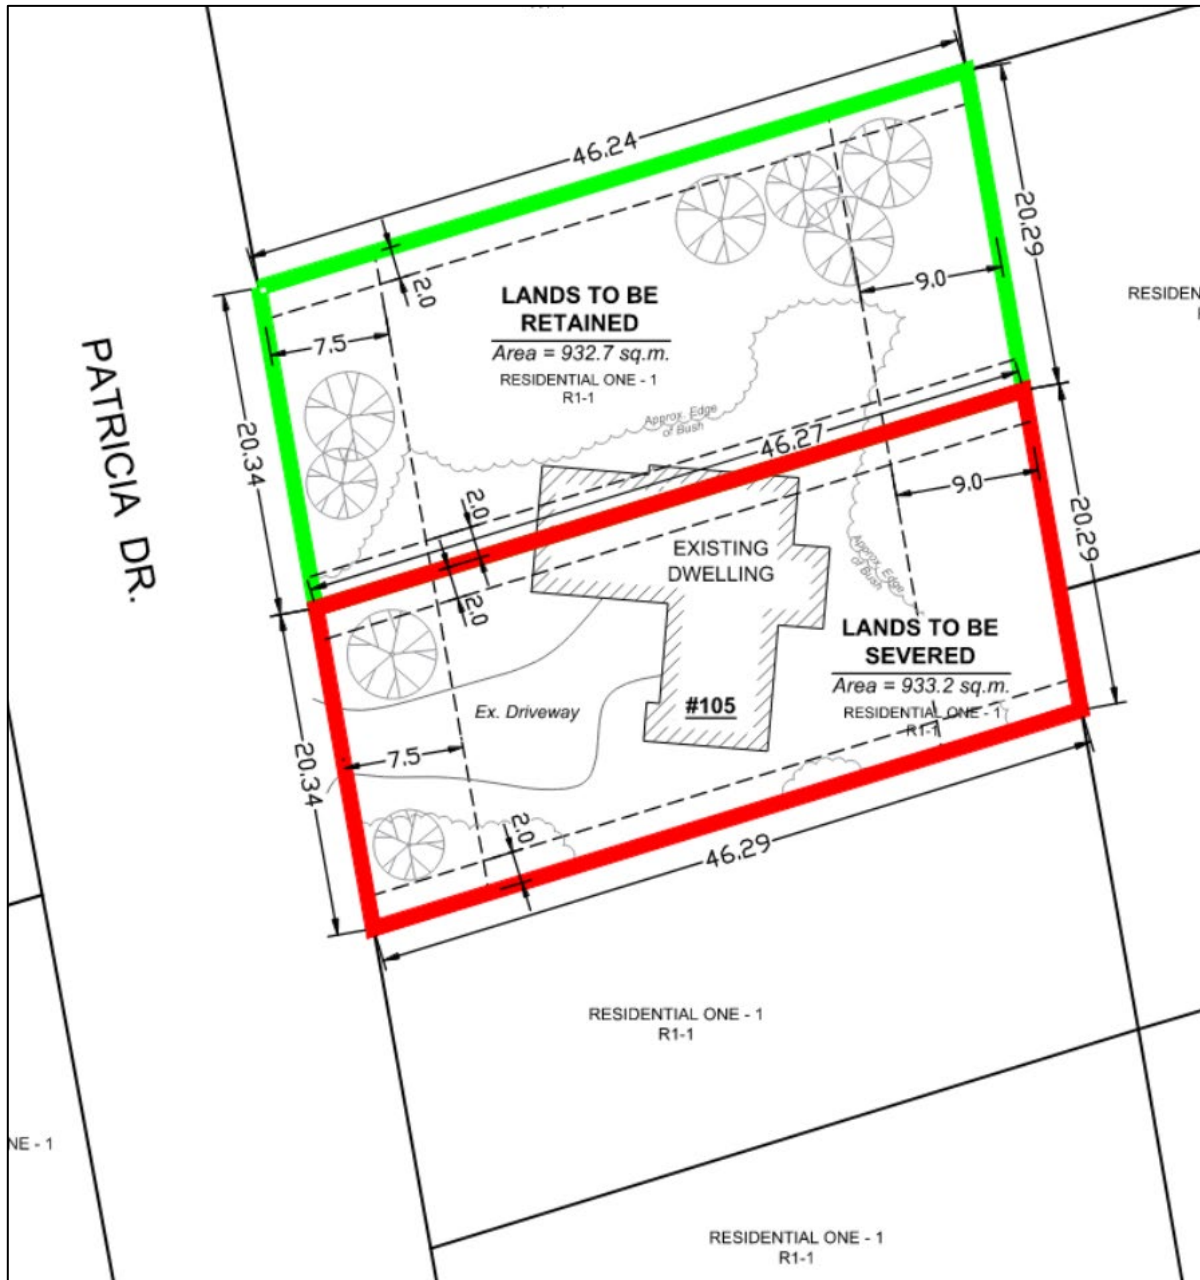 46.24
20.29
2.0
9.0
LANDS TO BE
RETAINED
Area = 932.7 sq.m.
RESIDENTIAL ONE - 1
R1-1
7.5
RESIDEN
PATRICIA DR.
20.34
Approx. Edge
of Bush
46.27
2.0
9.0
2.0
20.29
EXISTING
DWELLING
Approx. Edge
of Bush
LANDS TO BE
SEVERED
Area = 933.2 sq.m.
RESIDENTIAL ONE - 1
R1-1
#105
Ex. Driveway
7.5
20.34
2.0
46.29
RESIDENTIAL ONE - 1
R1-1
NE - 1
RESIDENTIAL ONE - 1
R1-1